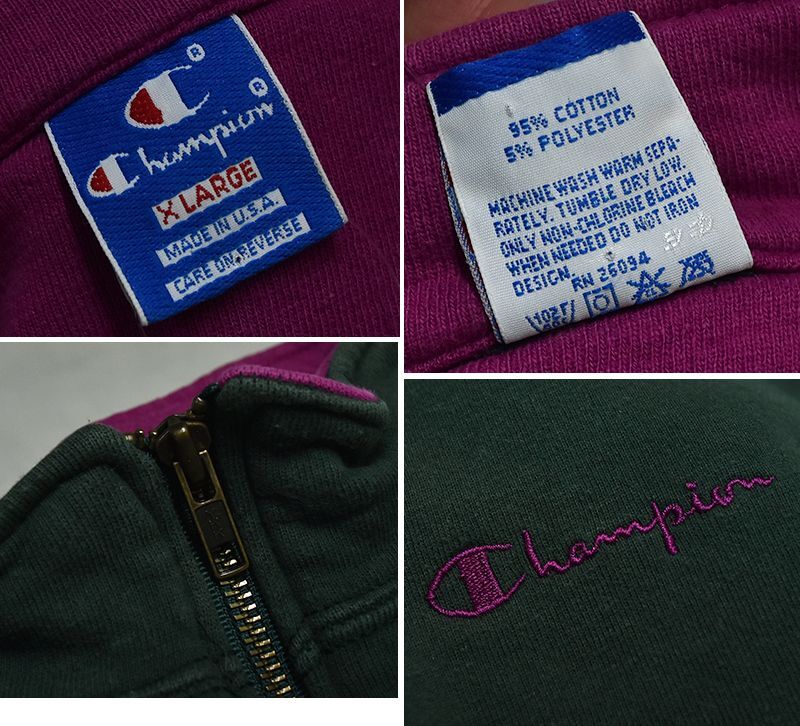 ®
Champion®
X LARGE
MADE IN U.S.A.
CARE ON REVERSE
95% COTTON
5% POLYESTER
MACHINE WASH WARM SEPA-
RATELY. TUMBLE DRY LOW.
ONLY NON-CHLORINE BLEACH
WHEN NEEDED DO NOT IRON
DESIGN.
RN 26094
Champion